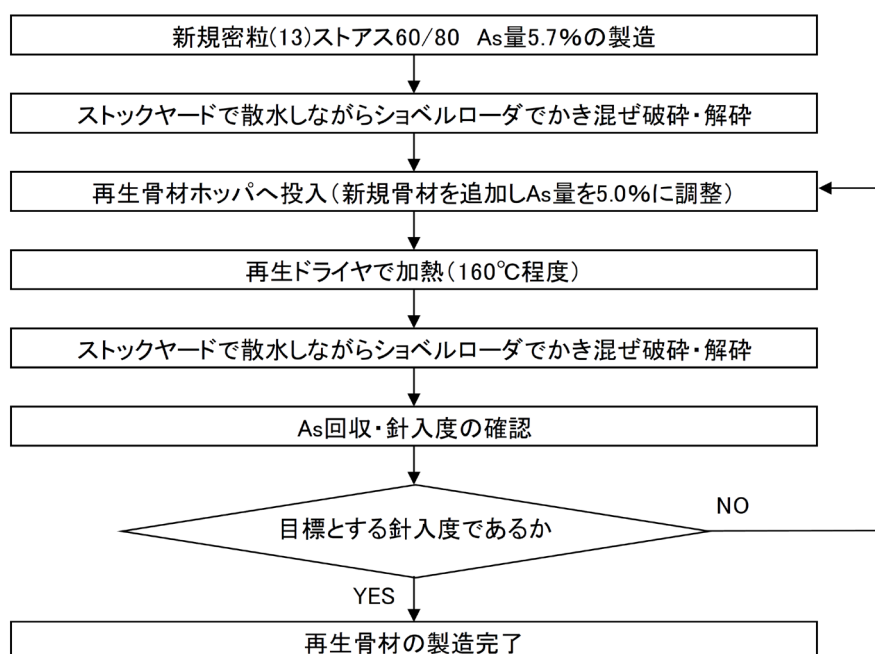 新規密粒(13)ストアス60/80 As量5.7%の製造
ストックヤードで散水しながらショベルローダでかき混ぜ破砕・解砕
再生骨材ホッパへ投入(新規骨材を追加しAs量を5.0%に調整)
再生ドライヤで加熱(160℃程度)
ストックヤードで散水しながらショベルローダでかき混ぜ破砕・解砕
As回収・針入度の確認
目標とする針入度であるか
NO
YES
再生骨材の製造完了